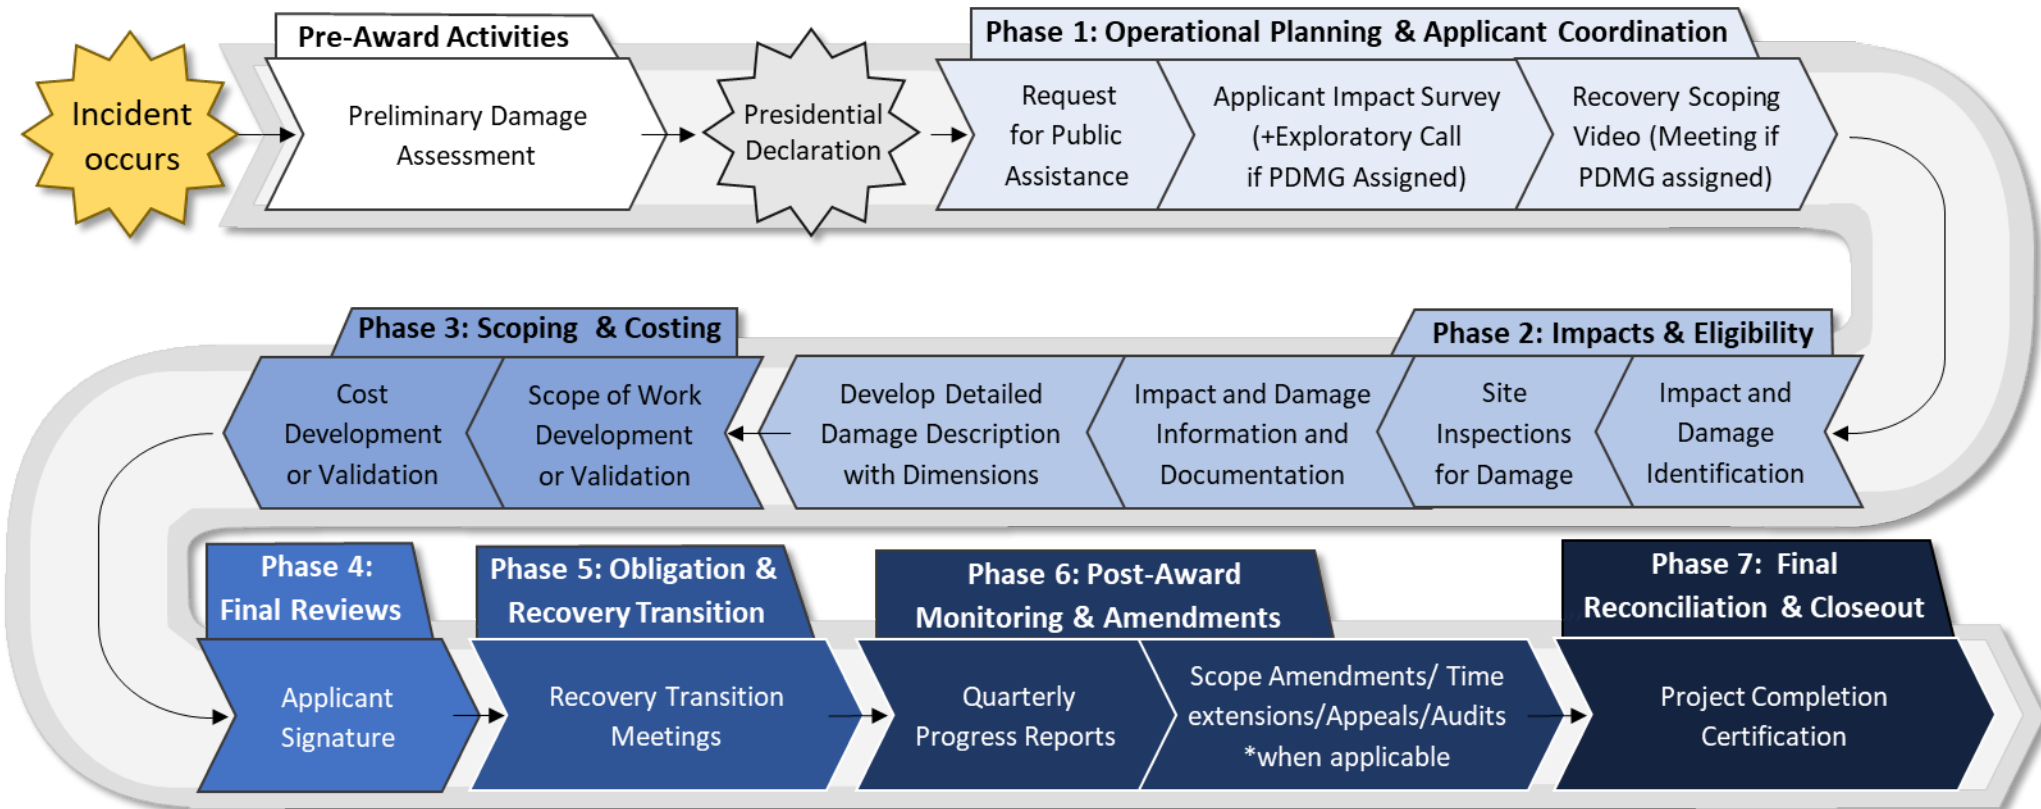 Incident
occurs
Pre-Award Activities
Preliminary Damage
Assessment
Presidential
Declaration
Phase 1: Operational Planning & Applicant Coordination
Request
for Public
Assistance
Applicant Impact Survey
(+Exploratory Call
if PDMG Assigned)
Recovery Scoping
Video (Meeting if
PDMG assigned)
Phase 2: Impacts & Eligibility
Impact and
Damage
Identification
Site
Inspections
for Damage
Impact and Damage
Information and
Documentation
Develop Detailed
Damage Description
with Dimensions
Phase 3: Scoping & Costing
Scope of Work
Development
or Validation
Cost
Development
or Validation
Phase 4:
Final Reviews
Applicant
Signature
Phase 5: Obligation &
Recovery Transition
Recovery Transition
Meetings
Phase 6: Post-Award
Monitoring & Amendments
Quarterly
Progress Reports
Scope Amendments/ Time
extensions/Appeals/Audits
*when applicable
Phase 7: Final
Reconciliation & Closeout
Project Completion
Certification